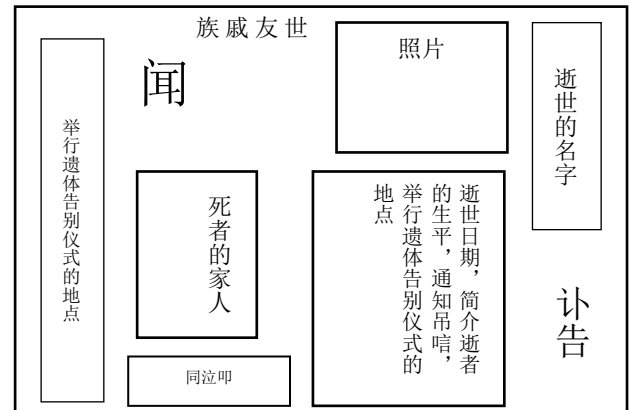 逝世的名字
讣告
照片
逝世日期，简介逝者
的生平，通知吊唁，
举行遗体告别仪式的
地点
族戚友世
闻
死者的家人
同泣叩
举行遗体告别仪式的地点